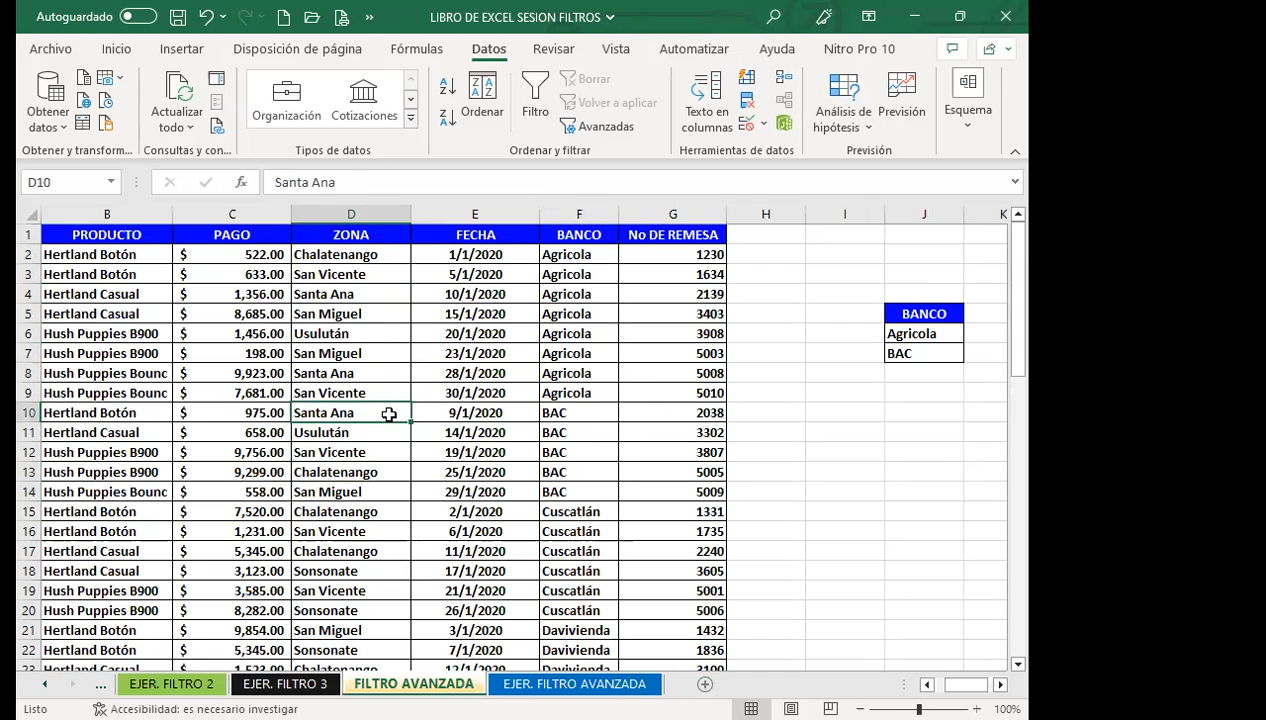 Autoguardado
LIBRO DE EXCEL SESION FILTROS
Archivo Inicio Insertar Disposición de página Fórmulas Datos Revisar Vista Automatizar Ayuda Nitro Pro 10
Obtener datos
Actualizar todo
Organización Cotizaciones
Ordenar
Filtro
Borrar
Volver a aplicar
Avanzadas
Texto en columnas
Análisis de hipótesis
Previsión
Esquema
Obtener y transform... Consultas y con... Tipos de datos Ordenar y filtrar Herramientas de datos Previsión
D10 fx Santa Ana
B C D E F G H I J K
1 PRODUCTO PAGO ZONA FECHA BANCO No DE REMESA
2 Hertland Botón $ 522.00 Chalatenango 1/1/2020 Agricola 1230
3 Hertland Botón $ 633.00 San Vicente 5/1/2020 Agricola 1634
4 Hertland Casual $ 1,356.00 Santa Ana 10/1/2020 Agricola 2139
5 Hertland Casual $ 8,685.00 San Miguel 15/1/2020 Agricola 3403 BANCO
6 Hush Puppies B900 $ 1,456.00 Usulután 20/1/2020 Agricola 3908 Agricola
7 Hush Puppies B900 $ 198.00 San Miguel 23/1/2020 Agricola 5003 BAC
8 Hush Puppies Bounc $ 9,923.00 Santa Ana 28/1/2020 Agricola 5008
9 Hush Puppies Bounc $ 7,681.00 San Vicente 30/1/2020 Agricola 5010
10 Hertland Botón $ 975.00 Santa Ana 9/1/2020 BAC 2038
11 Hertland Casual $ 658.00 Usulután 14/1/2020 BAC 3302
12 Hush Puppies B900 $ 9,756.00 San Vicente 19/1/2020 BAC 3807
13 Hush Puppies B900 $ 9,299.00 Chalatenango 25/1/2020 BAC 5005
14 Hush Puppies Bounc $ 558.00 San Miguel 29/1/2020 BAC 5009
15 Hertland Botón $ 7,520.00 Chalatenango 2/1/2020 Cuscatlán 1331
16 Hertland Botón $ 1,231.00 San Vicente 6/1/2020 Cuscatlán 1735
17 Hertland Casual $ 5,345.00 Chalatenango 11/1/2020 Cuscatlán 2240
18 Hertland Casual $ 3,123.00 Sonsonate 17/1/2020 Cuscatlán 3605
19 Hush Puppies B900 $ 3,585.00 San Vicente 21/1/2020 Cuscatlán 5001
20 Hush Puppies B900 $ 8,282.00 Sonsonate 26/1/2020 Cuscatlán 5006
21 Hertland Botón $ 9,854.00 San Miguel 3/1/2020 Davivienda 1432
22 Hertland Botón $ 5,345.00 Sonsonate 7/1/2020 Davivienda 1836
23 Hertland Casual $ 1,523.00 Chalatenango 12/1/2020 Davivienda 3100
... EJER. FILTRO 2 EJER. FILTRO 3 FILTRO AVANZADA EJER. FILTRO AVANZADA
Listo Accesibilidad: es necesario investigar 100%